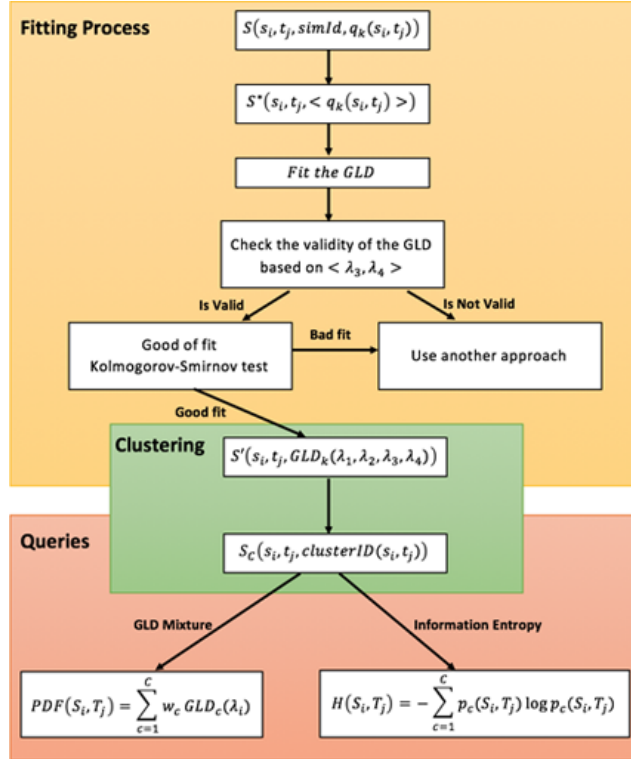 Fitting Process
S(s_i, t_j, simId, q_k(s_i, t_j))
S*(s_i, t_j, < q_k(s_i, t_j) >)
Fit the GLD
Check the validity of the GLD
based on < λ_3, λ_4 >
Is Valid
Is Not Valid
Good of fit
Kolmogorov-Smirnov test
Bad fit
Use another approach
Good fit
Clustering
S′(s_i, t_j, GLD_k(λ_1, λ_2, λ_3, λ_4))
Queries
S_C(s_i, t_j, clusterID(s_i, t_j))
GLD Mixture
Information Entropy
PDF(S_i, T_j) = ∑_{c=1}^{C} w_c GLD_c(λ_i)
H(S_i, T_j) = − ∑_{c=1}^{C} p_c(S_i, T_j) log p_c(S_i, T_j)